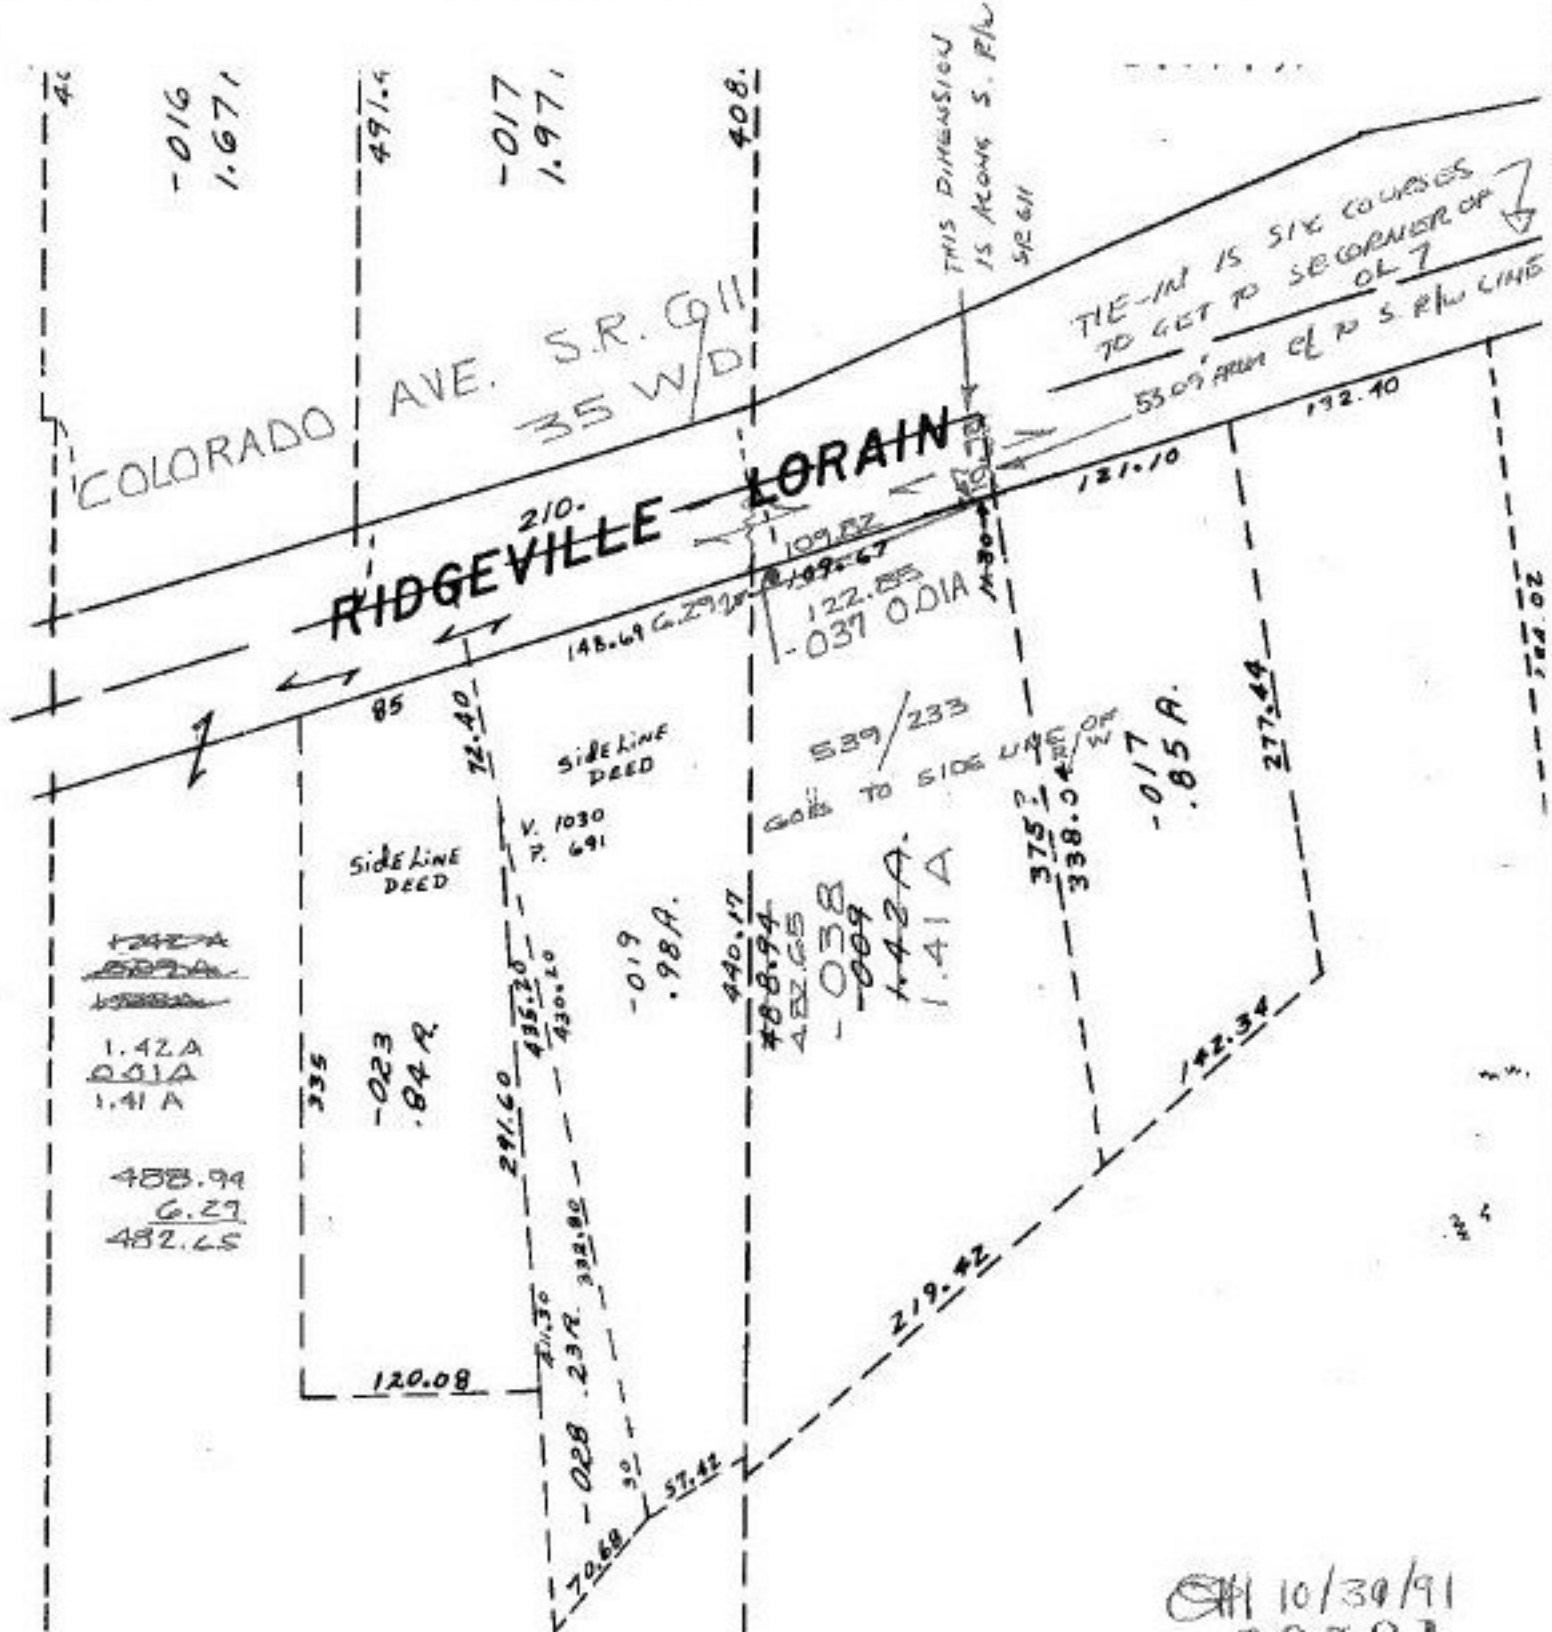 -016
1.671
491.4
-017
1.971
408.
THIS DIMENSION
IS ALONG S. R/W
SR 611
TIE-IN IS SIX COURSES
TO GET TO SE CORNER OF
OL 7
53.09' FROM C/L TO S. R/W LINE
COLORADO AVE. S.R. 611
35 W/D
RIDGEVILLE - LORAIN
210.
132.40
121.10
109.82
109.67
122.85
-037 0.01A
148.69
6.29
85
72.40
SIDE LINE
DEED
V. 1030
P. 691
539/233
GOES TO SIDE LINE OF
R/W
SIDE LINE
DEED
375?
338.04
-017
.85 A.
277.44
1.42A
0.01A
1.41 A
488.94
6.29
482.65
335
-023
.84 A.
435.20
430.20
291.60
-019
.98 A.
440.17
488.94
482.65
-038
-009
1.42 A.
1.41 A
142.34
219.42
332.80
411.30
120.08
-028 .23 A.
30
57.42
70.68
10/30/91